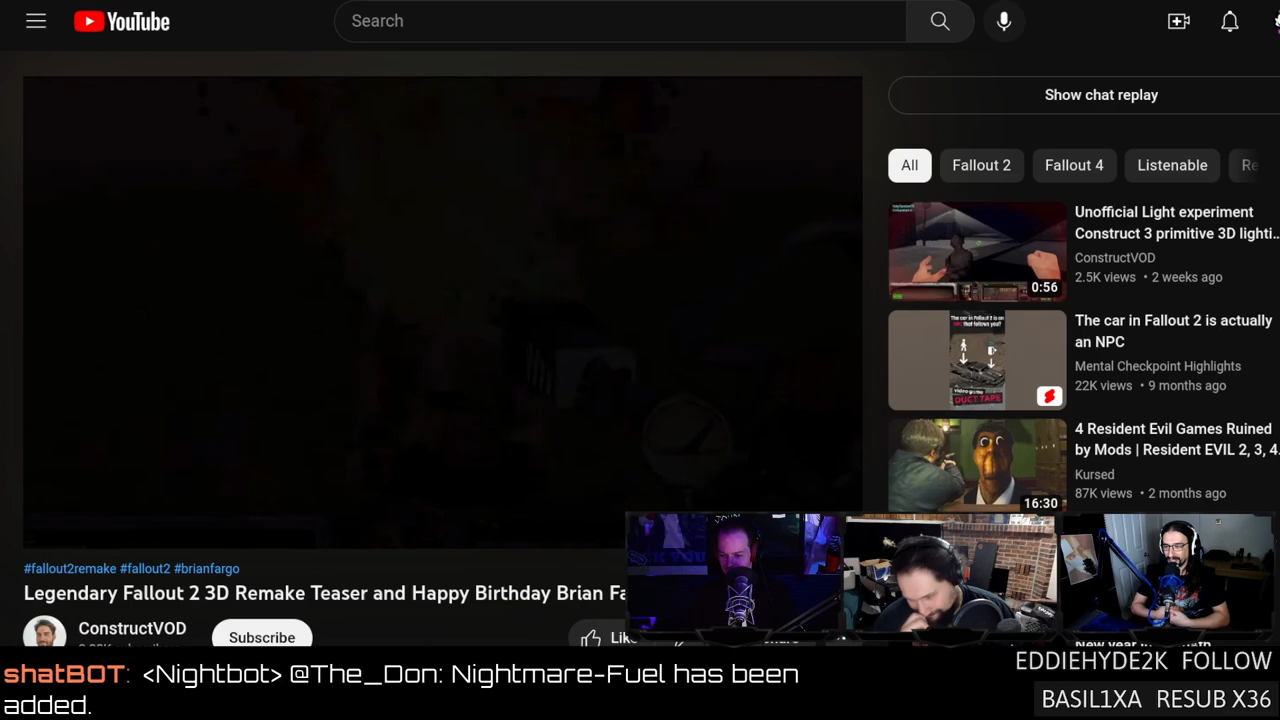 YouTube
Search
Show chat replay
All
Fallout 2
Fallout 4
Listenable
Re
Unofficial Light experiment
Construct 3 primitive 3D lighti...
ConstructVOD
2.5K views • 2 weeks ago
0:56
The car in Fallout 2 is actually
an NPC
Mental Checkpoint Highlights
22K views • 9 months ago
DUCT TAPE
4 Resident Evil Games Ruined
by Mods | Resident EVIL 2, 3, 4.
Kursed
87K views • 2 months ago
16:30
#fallout2remake #fallout2 #brianfargo
Legendary Fallout 2 3D Remake Teaser and Happy Birthday Brian Fa
ConstructVOD
Subscribe
shatBOT: <Nightbot> @The_Don: Nightmare-Fuel has been
added.
EDDIEHYDE2K FOLLOW
BASIL1XA RESUB X36